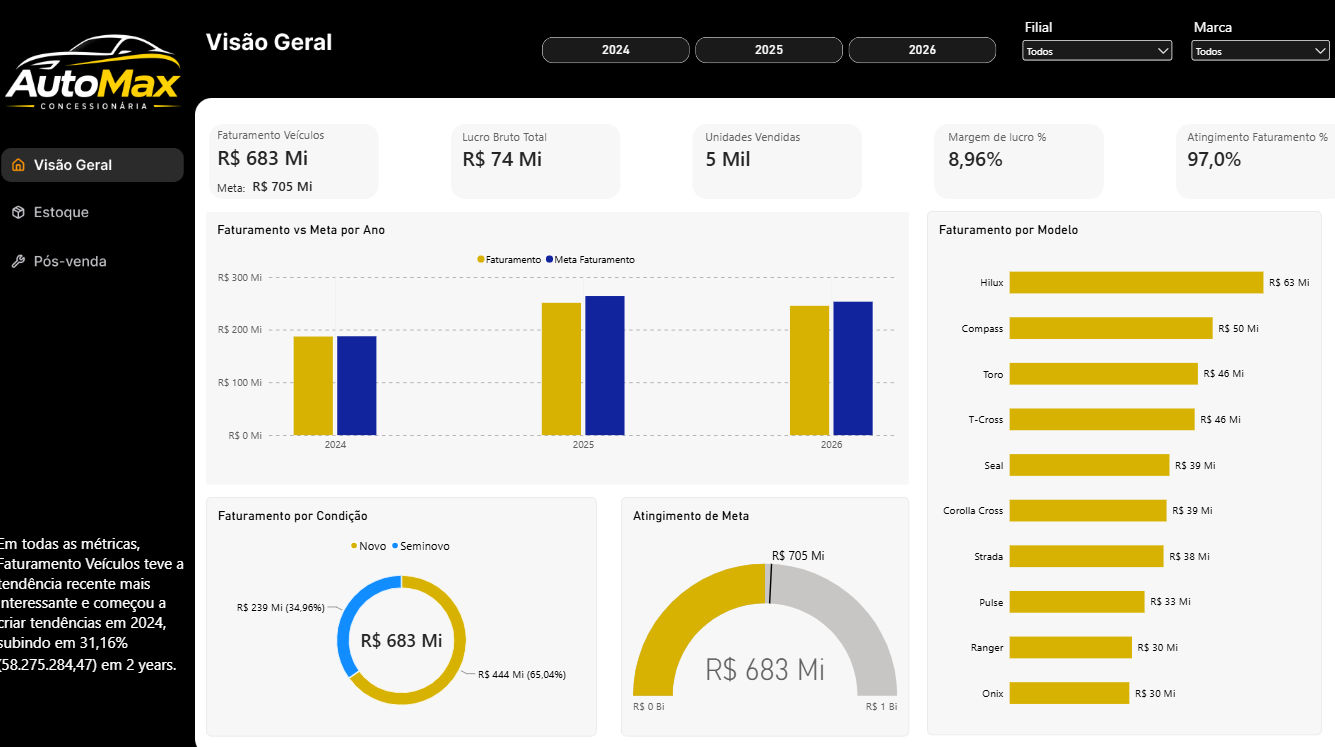 AutoMax
CONCESSIONÁRIA
Visão Geral
2024
2025
2026
Filial
Todos
Marca
Todos
Visão Geral
Estoque
Pós-venda
Em todas as métricas,
Faturamento Veículos teve a
tendência recente mais
interessante e começou a
criar tendências em 2024,
subindo em 31,16%
(58.275.284,47) em 2 years.
Faturamento Veículos
R$ 683 Mi
Meta: R$ 705 Mi
Lucro Bruto Total
R$ 74 Mi
Unidades Vendidas
5 Mil
Margem de lucro %
8,96%
Atingimento Faturamento %
97,0%
Faturamento vs Meta por Ano
Faturamento
Meta Faturamento
R$ 300 Mi
R$ 200 Mi
R$ 100 Mi
R$ 0 Mi
2024
2025
2026
Faturamento por Modelo
Hilux R$ 63 Mi
Compass R$ 50 Mi
Toro R$ 46 Mi
T-Cross R$ 46 Mi
Seal R$ 39 Mi
Corolla Cross R$ 39 Mi
Strada R$ 38 Mi
Pulse R$ 33 Mi
Ranger R$ 30 Mi
Onix R$ 30 Mi
Faturamento por Condição
Novo
Seminovo
R$ 239 Mi (34,96%)
R$ 683 Mi
R$ 444 Mi (65,04%)
Atingimento de Meta
R$ 705 Mi
R$ 683 Mi
R$ 0 Bi
R$ 1 Bi